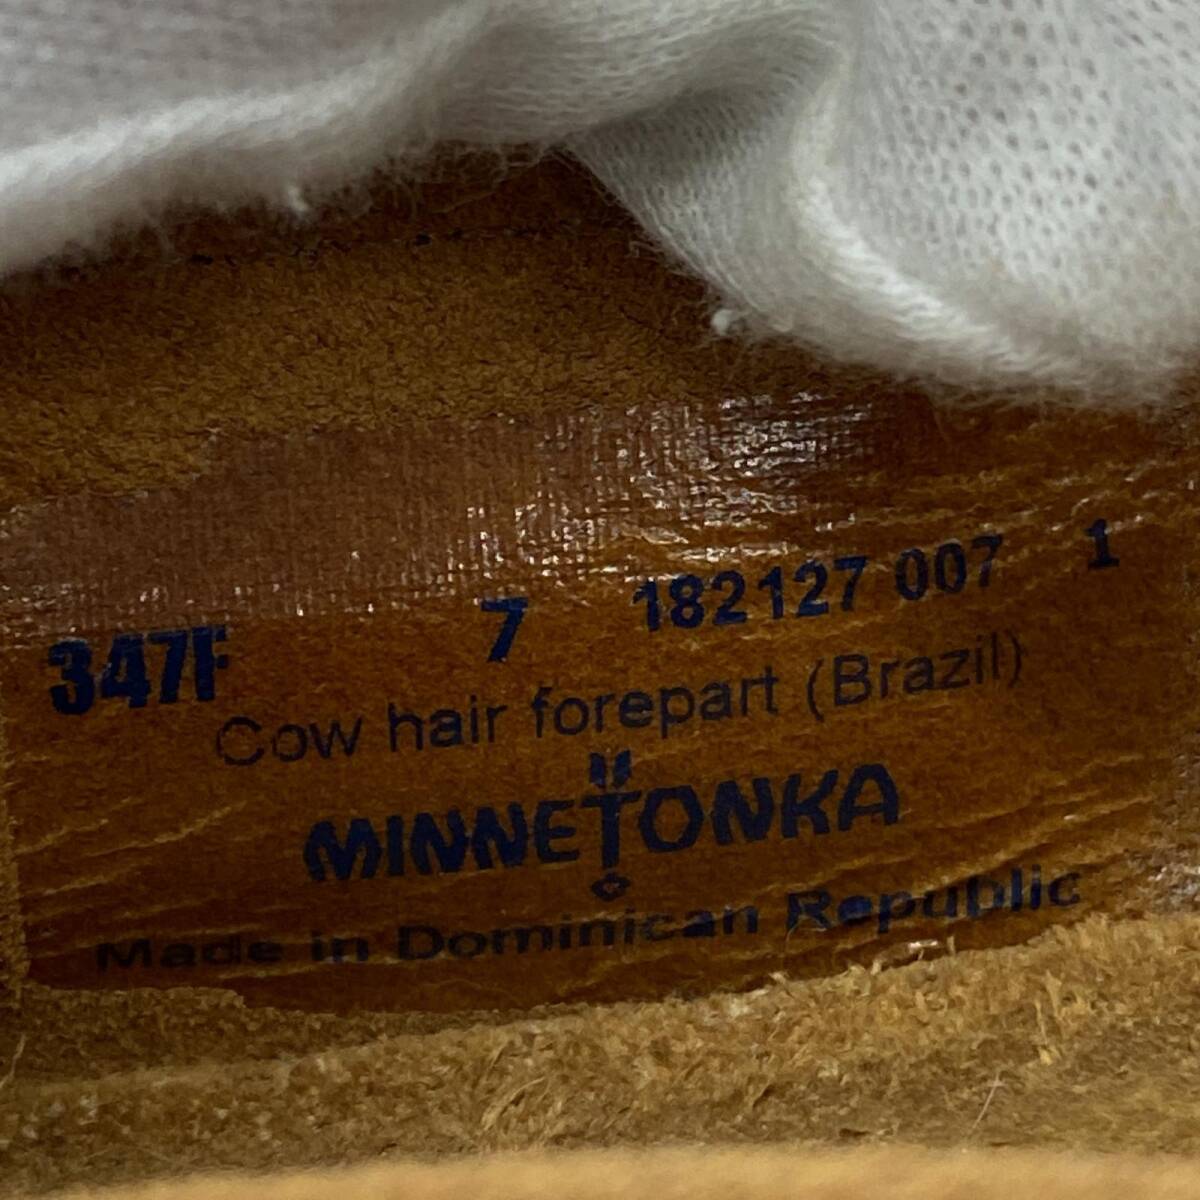 347F 7 182127 007 1
Cow hair forepart (Brazil)
MINNETONKA
Made in Dominican Republic